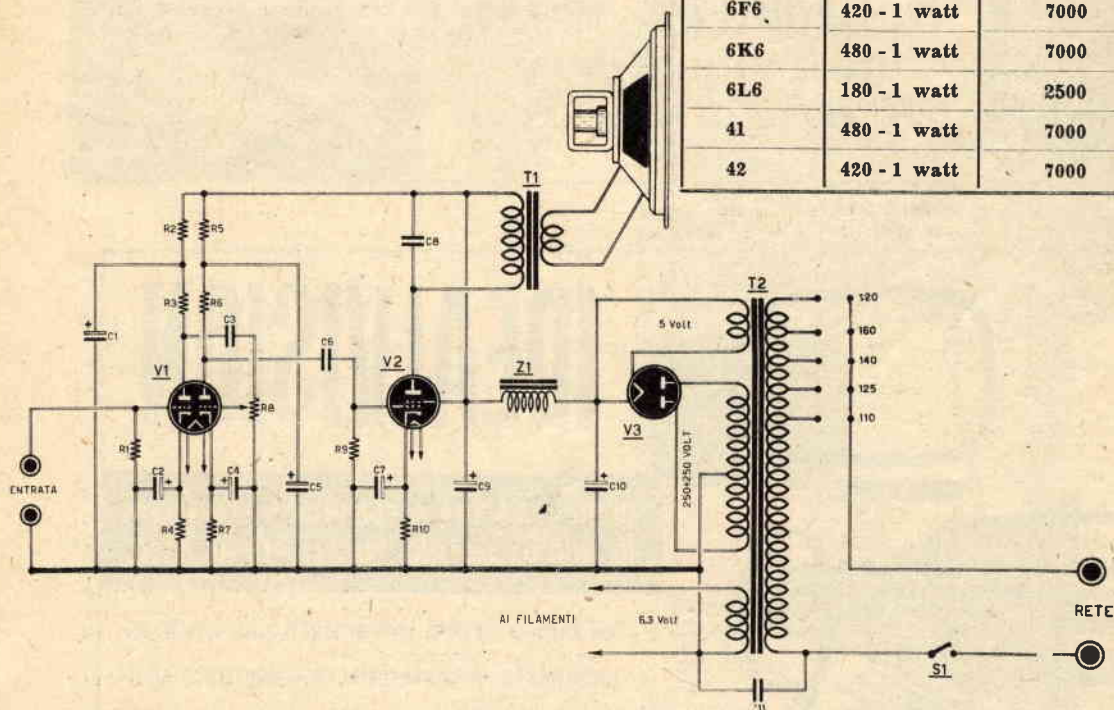 6F6 420 - 1 watt 7000
6K6 480 - 1 watt 7000
6L6 180 - 1 watt 2500
41 480 - 1 watt 7000
42 420 - 1 watt 7000
T1
R2
R5
C8
R3
R6
C3
C1
V1
C6
V2
Z1
5 Volt
T2
120
160
140
125
110
R8
V3
250+250 VOLT
R1
R9
ENTRATA
C2
+
C4
+
C5
+
C7
+
C9
+
C10
+
R4
R7
R10
AI FILAMENTI
6.3 Volt
RETE
S1